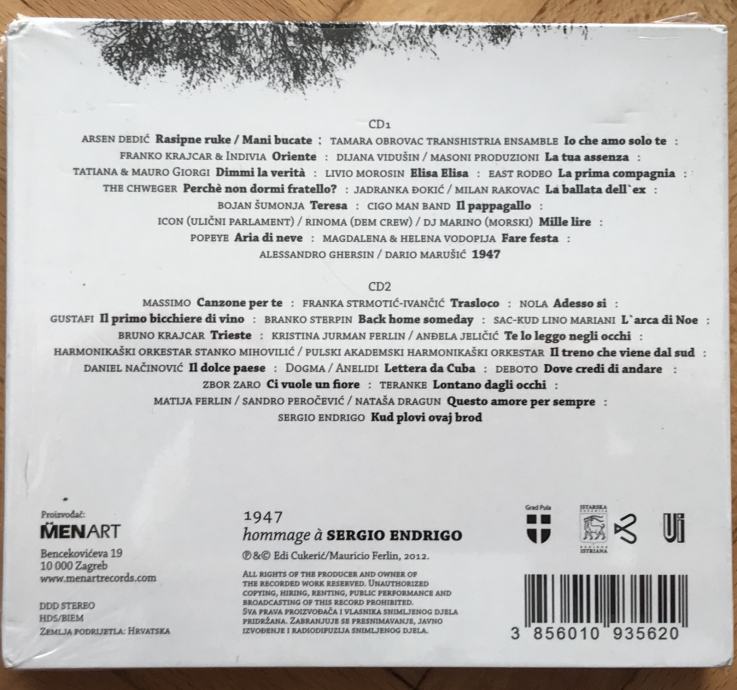 CD1
ARSEN DEDIĆ Rasipne ruke / Mani bucate : TAMARA OBROVAC TRANSHISTRIA ENSAMBLE Io che amo solo te :
FRANKO KRAJCAR & INDIVIA Oriente : DIJANA VIDUŠIN / MASONI PRODUZIONI La tua assenza :
TATIANA & MAURO GIORGI Dimmi la verità : LIVIO MOROSIN Elisa Elisa : EAST RODEO La prima compagnia :
THE CHWEGER Perchè non dormi fratello? : JADRANKA ĐOKIĆ / MILAN RAKOVAC La ballata dell`ex :
BOJAN ŠUMONJA Teresa : CIGO MAN BAND Il pappagallo :
ICON (ULIČNI PARLAMENT) / RINOMA (DEM CREW) / DJ MARINO (MORSKI) Mille lire :
POPEYE Aria di neve : MAGDALENA & HELENA VODOPIJA Fare festa :
ALESSANDRO GHERSIN / DARIO MARUŠIĆ 1947
CD2
MASSIMO Canzone per te : FRANKA STRMOTIĆ-IVANČIĆ Trasloco : NOLA Adesso si :
GUSTAFI Il primo bicchiere di vino : BRANKO STERPIN Back home someday : SAC-KUD LINO MARIANI L`arca di Noe :
BRUNO KRAJCAR Trieste : KRISTINA JURMAN FERLIN / ANĐELA JELIČIĆ Te lo leggo negli occhi :
HARMONIKAŠKI ORKESTAR STANKO MIHOVILIĆ / PULSKI AKADEMSKI HARMONIKAŠKI ORKESTAR Il treno che viene dal sud :
DANIEL NAČINOVIĆ Il dolce paese : DOGMA / ANELIDI Lettera da Cuba : DEBOTO Dove credi di andare :
ZBOR ZARO Ci vuole un fiore : TERANKE Lontano dagli occhi :
MATIJA FERLIN / SANDRO PEROČEVIĆ / NATAŠA DRAGUN Questo amore per sempre :
SERGIO ENDRIGO Kud plovi ovaj brod
Proizvođač:
MENART
Bencekovićeva 19
10 000 Zagreb
www.menartrecords.com
DDD STEREO
HDS/BIEM
ZEMLJA PODRIJETLA: HRVATSKA
1947
hommage à SERGIO ENDRIGO
℗&© Edi Cukerić/Mauricio Ferlin, 2012.
ALL RIGHTS OF THE PRODUCER AND OWNER OF
THE RECORDED WORK RESERVED. UNAUTHORIZED
COPYING, HIRING, RENTING, PUBLIC PERFORMANCE AND
BROADCASTING OF THIS RECORD PROHIBITED.
SVA PRAVA PROIZVOĐAČA I VLASNIKA SNIMLJENOG DJELA
PRIDRŽANA. ZABRANJUJE SE PRESNIMAVANJE, JAVNO
IZVOĐENJE I RADIODIFUZIJA SNIMLJENOG DJELA.
Grad Pula
ISTARSKA
ISTRIANA
Ui
3 856010 935620